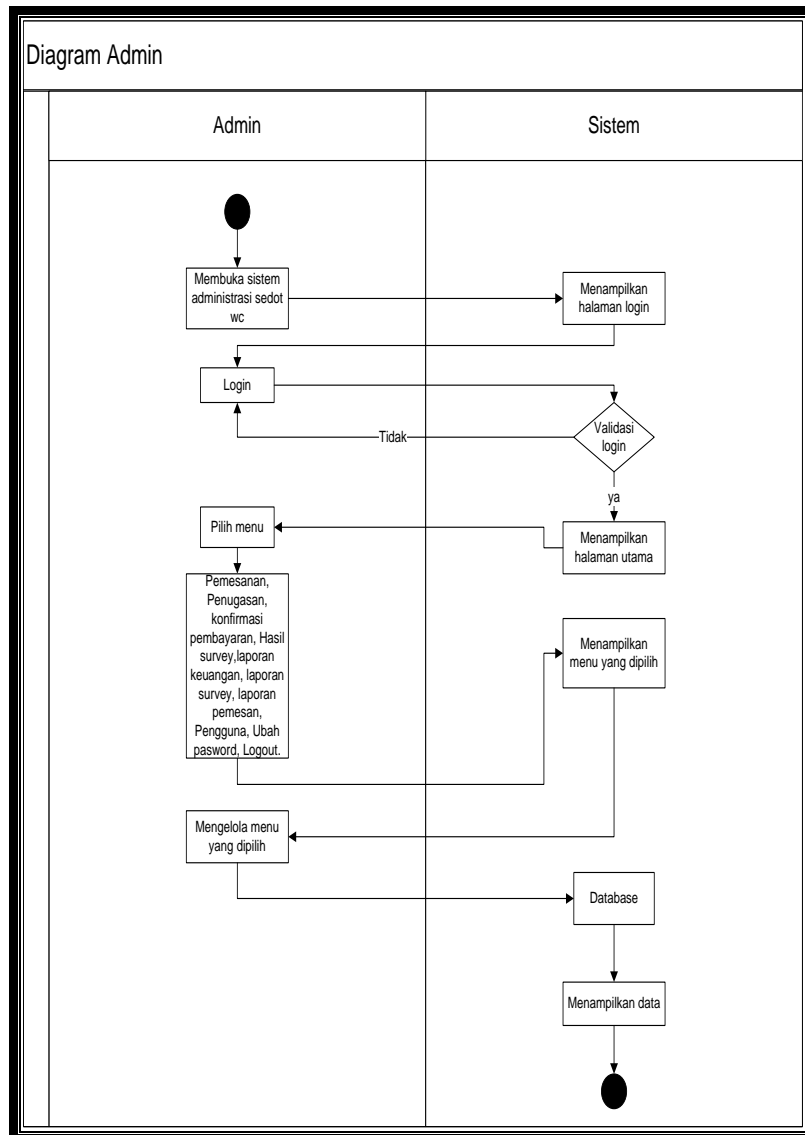 Diagram Admin
Admin
Sistem
Membuka sistem
administrasi sedot
wc
Menampilkan
halaman login
Login
Validasi
login
Tidak
ya
Pilih menu
Menampilkan
halaman utama
Pemesanan,
Penugasan,
konfirmasi
pembayaran, Hasil
survey,laporan
keuangan, laporan
survey, laporan
pemesan,
Pengguna, Ubah
pasword, Logout.
Menampilkan
menu yang dipilih
Mengelola menu
yang dipilih
Database
Menampilkan data